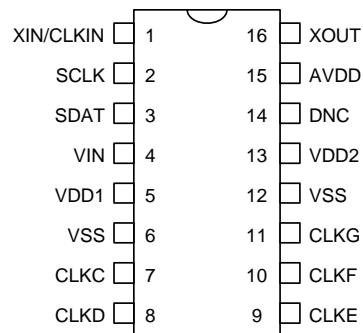 XIN/CLKIN 1 16 XOUT
SCLK 2 15 AVDD
SDAT 3 14 DNC
VIN 4 13 VDD2
VDD1 5 12 VSS
VSS 6 11 CLKG
CLKC 7 10 CLKF
CLKD 8 9 CLKE